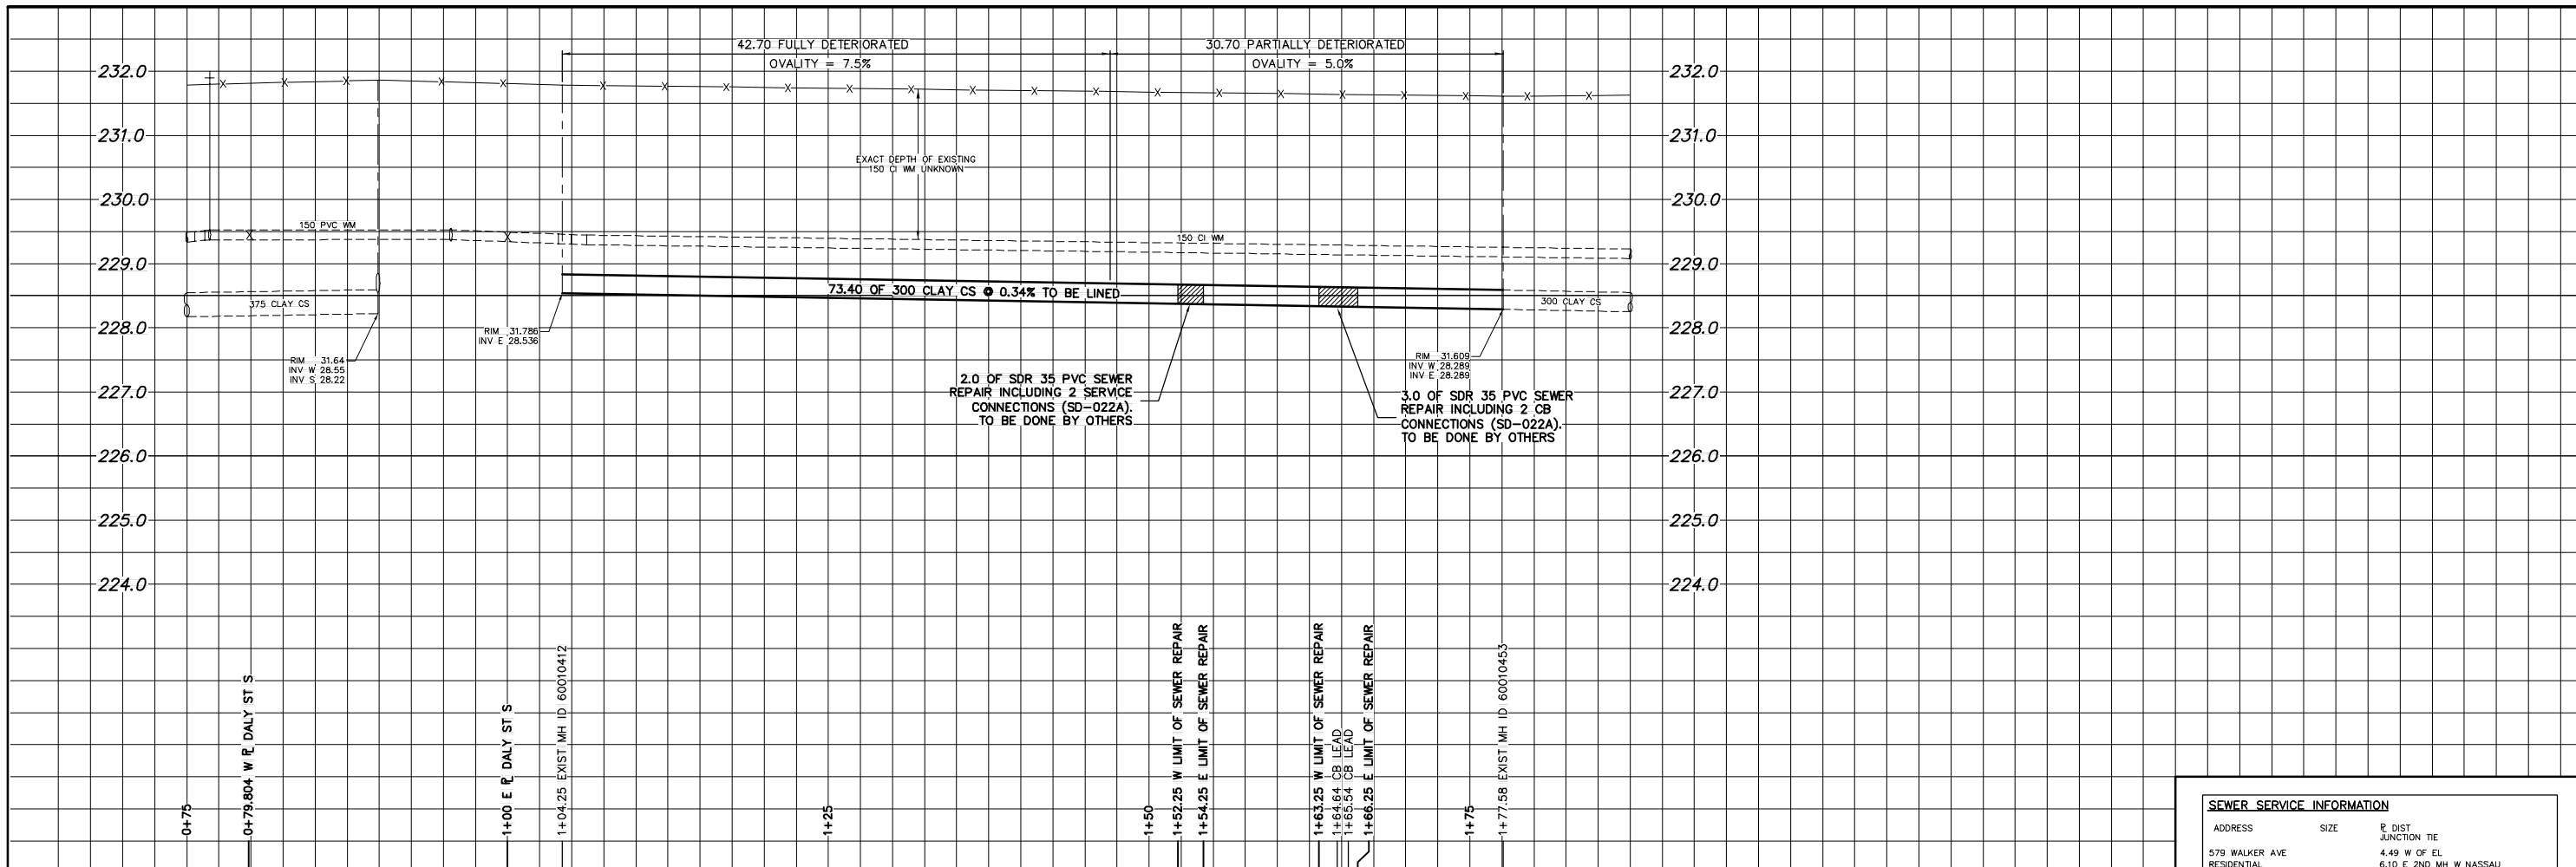 42.70 FULLY DETERIORATED
OVALITY = 7.5%
30.70 PARTIALLY DETERIORATED
OVALITY = 5.0%
232.0
232.0
231.0
231.0
EXACT DEPTH OF EXISTING
150 CI WM UNKNOWN
230.0
230.0
150 PVC WM
150 CI WM
229.0
229.0
73.40 OF 300 CLAY CS @ 0.34% TO BE LINED
375 CLAY CS
300 CLAY CS
228.0
228.0
RIM 31.786
INV E 28.536
RIM 31.64
INV W 28.55
INV S 28.22
RIM 31.609
INV W 28.289
INV E 28.289
2.0 OF SDR 35 PVC SEWER
REPAIR INCLUDING 2 SERVICE
CONNECTIONS (SD-022A).
TO BE DONE BY OTHERS
3.0 OF SDR 35 PVC SEWER
REPAIR INCLUDING 2 CB
CONNECTIONS (SD-022A).
TO BE DONE BY OTHERS
227.0
227.0
226.0
226.0
225.0
225.0
224.0
224.0
0+75
0+79.804 W PL DALY ST S
1+00 E PL DALY ST S
1+04.25 EXIST MH ID 60010412
1+25
1+50
1+52.25 W LIMIT OF SEWER REPAIR
1+54.25 E LIMIT OF SEWER REPAIR
1+63.25 W LIMIT OF SEWER REPAIR
1+64.64 CB LEAD
1+65.54 CB LEAD
1+66.25 E LIMIT OF SEWER REPAIR
1+75
1+77.58 EXIST MH ID 60010453
SEWER SERVICE INFORMATION
ADDRESS SIZE PL DIST
JUNCTION TIE
579 WALKER AVE 4.49 W OF EL
RESIDENTIAL 6.10 E 2ND MH W NASSAU